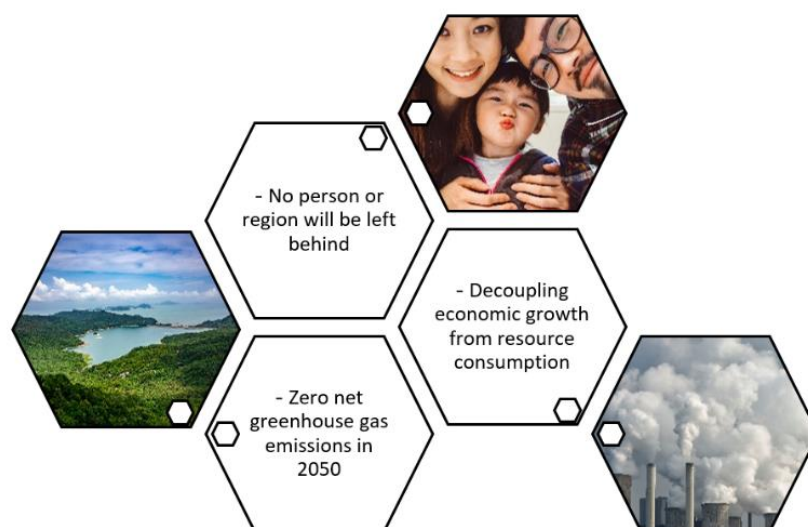 - No person or
region will be left
behind
- Decoupling
economic growth
from resource
consumption
- Zero net
greenhouse gas
emissions in
2050